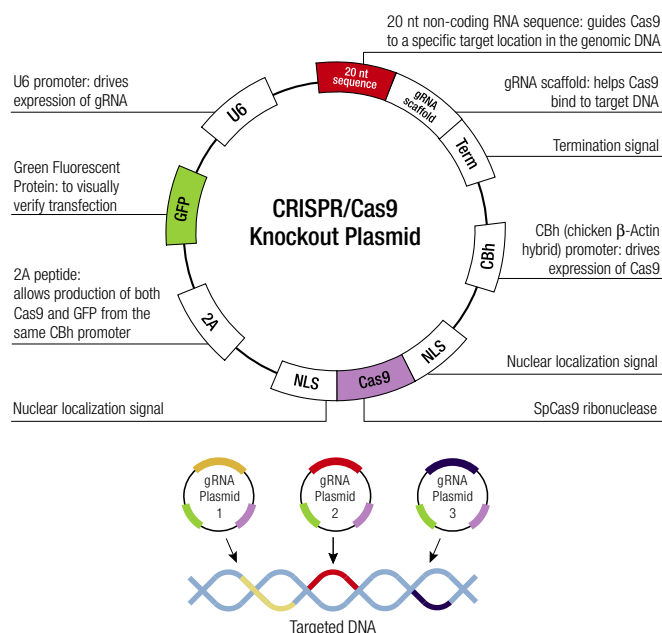 20 nt non-coding RNA sequence: guides Cas9
to a specific target location in the genomic DNA
U6 promoter: drives
expression of gRNA
gRNA scaffold: helps Cas9
bind to target DNA
Termination signal
Green Fluorescent
Protein: to visually
verify transfection
CBh (chicken β-Actin
hybrid) promoter: drives
expression of Cas9
2A peptide:
allows production of both
Cas9 and GFP from the
same CBh promoter
Nuclear localization signal
Nuclear localization signal
SpCas9 ribonuclease
20 nt
sequence
gRNA
scaffold
Term
CBh
NLS
Cas9
NLS
2A
GFP
U6
CRISPR/Cas9
Knockout Plasmid
gRNA
Plasmid
1
gRNA
Plasmid
2
gRNA
Plasmid
3
Targeted DNA